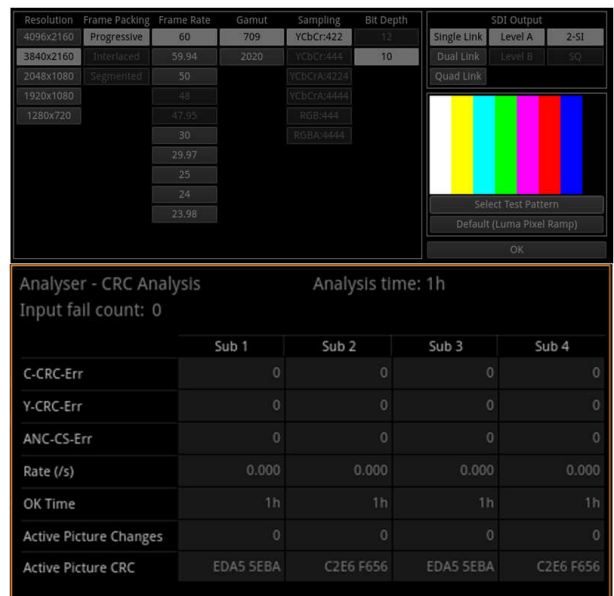 Resolution Frame Packing Frame Rate Gamut Sampling Bit Depth SDI Output
4096x2160 Progressive 60 709 YCbCr:422 12 Single Link Level A 2-SI
3840x2160 Interlaced 59.94 2020 YCbCr:444 10 Dual Link Level B SQ
2048x1080 Segmented 50 YCbCrA:4224 Quad Link
1920x1080 48 YCbCrA:4444
1280x720 47.95 RGB:444
30 RGBA:4444
29.97
25
24 Select Test Pattern
23.98 Default (Luma Pixel Ramp)
OK
Analyser - CRC Analysis Analysis time: 1h
Input fail count: 0
Sub 1 Sub 2 Sub 3 Sub 4
C-CRC-Err 0 0 0 0
Y-CRC-Err 0 0 0 0
ANC-CS-Err 0 0 0 0
Rate (/s) 0.000 0.000 0.000 0.000
OK Time 1h 1h 1h 1h
Active Picture Changes 0 0 0 0
Active Picture CRC EDA5 5EBA C2E6 F656 EDA5 5EBA C2E6 F656